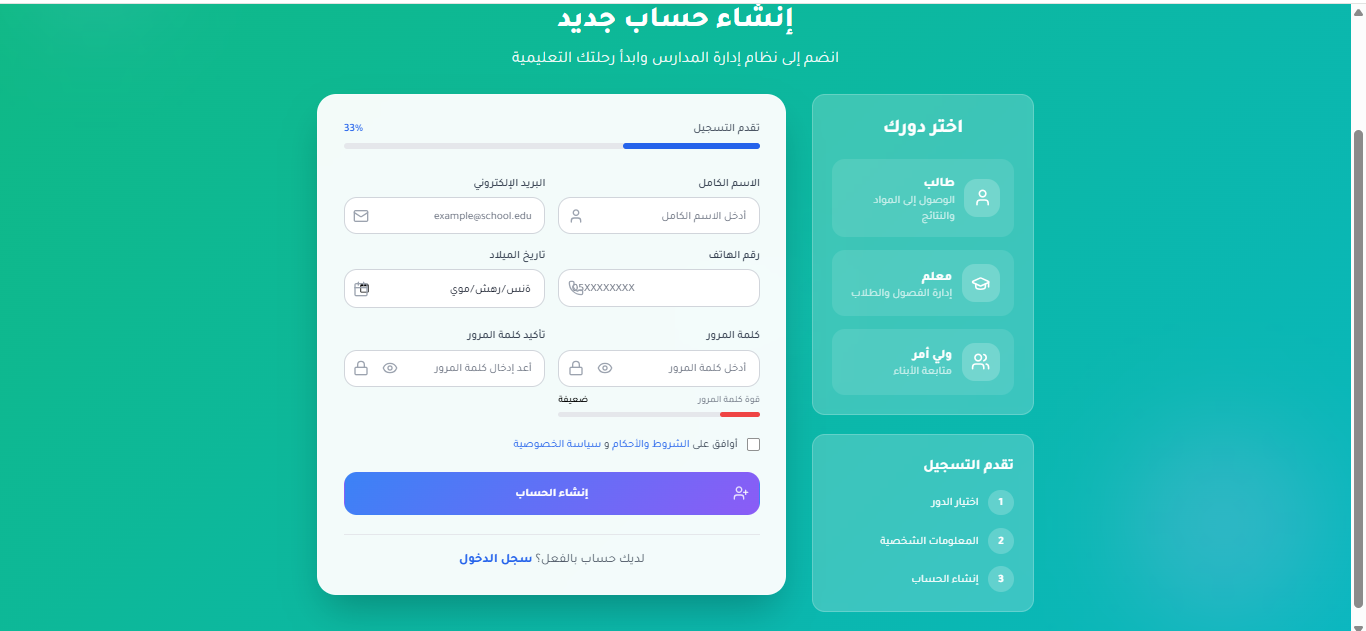 إنشاء حساب جديد
انضم إلى نظام إدارة المدارس وابدأ رحلتك التعليمية
اختر دورك
طالب
الوصول إلى المواد
والنتائج
معلم
إدارة الفصول والطلاب
ولي أمر
متابعة الأبناء
تقدم التسجيل
1 اختيار الدور
2 المعلومات الشخصية
3 إنشاء الحساب
تقدم التسجيل 33%
الاسم الكامل البريد الإلكتروني
أدخل الاسم الكامل example@school.edu
رقم الهاتف تاريخ الميلاد
05XXXXXXXX ةنس/رهش/موي
كلمة المرور تأكيد كلمة المرور
أدخل كلمة المرور أعد إدخال كلمة المرور
قوة كلمة المرور ضعيفة
أوافق على الشروط والأحكام و سياسة الخصوصية
إنشاء الحساب
لديك حساب بالفعل؟ سجل الدخول